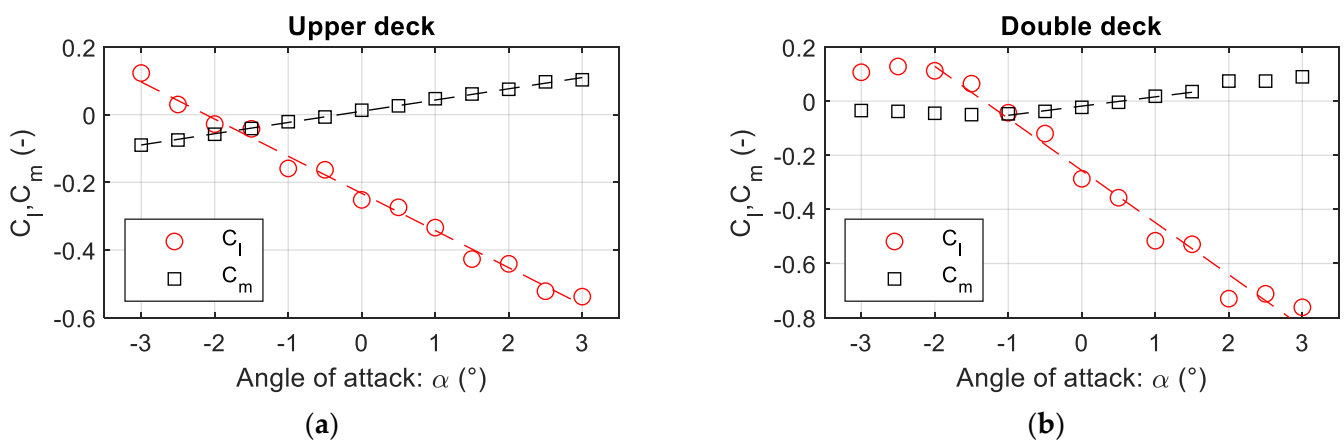 Upper deck
0.2
0
-0.2
-0.4
-0.6
C_l,C_m (-)
C_l
C_m
-3 -2 -1 0 1 2 3
Angle of attack: α (°)
(a)
Double deck
0.2
0
-0.2
-0.4
-0.6
-0.8
C_l,C_m (-)
C_l
C_m
-3 -2 -1 0 1 2 3
Angle of attack: α (°)
(b)